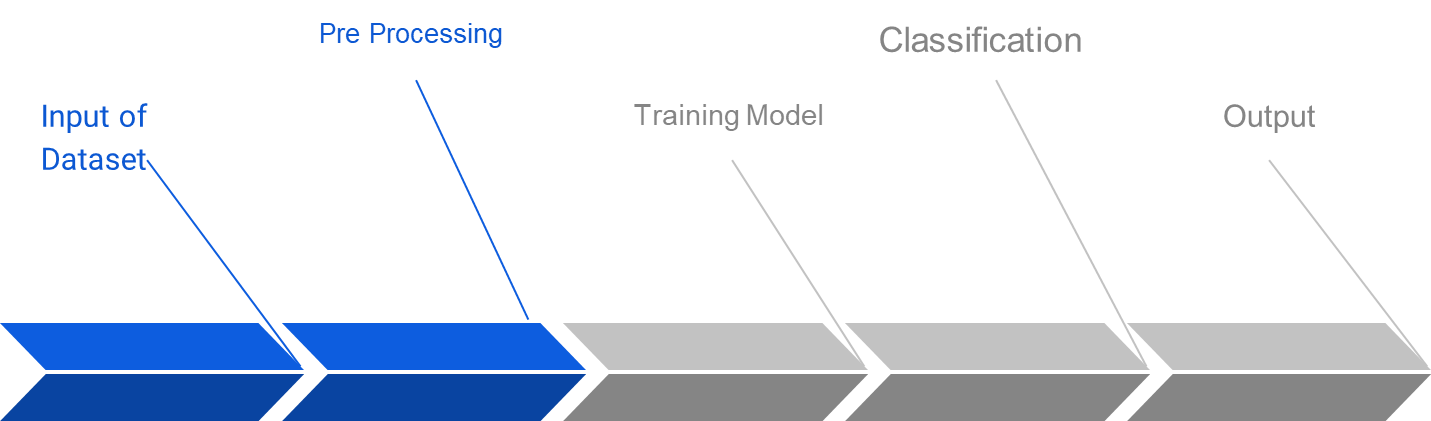 Input of
Dataset
Pre Processing
Training Model
Classification
Output